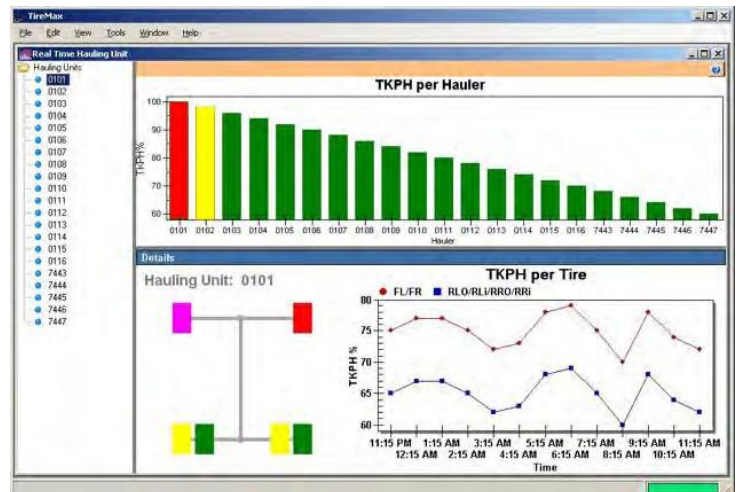 TireMax
File Edit View Tools Window Help
Real Time Hauling Unit
Hauling Units
0101
0102
0103
0104
0105
0106
0107
0108
0109
0110
0111
0112
0113
0114
0115
0116
7443
7444
7445
7446
7447
TKPH per Hauler
TKPH%
100
90
80
70
60
0101 0102 0103 0104 0105 0106 0107 0108 0109 0110 0111 0112 0113 0114 0115 0116 7443 7444 7445 7446 7447
Hauler
Details
Hauling Unit: 0101
TKPH per Tire
FL/FR RLO/RLi/RRO/RRi
TKPH %
80
75
70
65
60
11:15 PM 1:15 AM 3:15 AM 5:15 AM 7:15 AM 9:15 AM 11:15 AM
12:15 AM 2:15 AM 4:15 AM 6:15 AM 8:15 AM 10:15 AM
Time